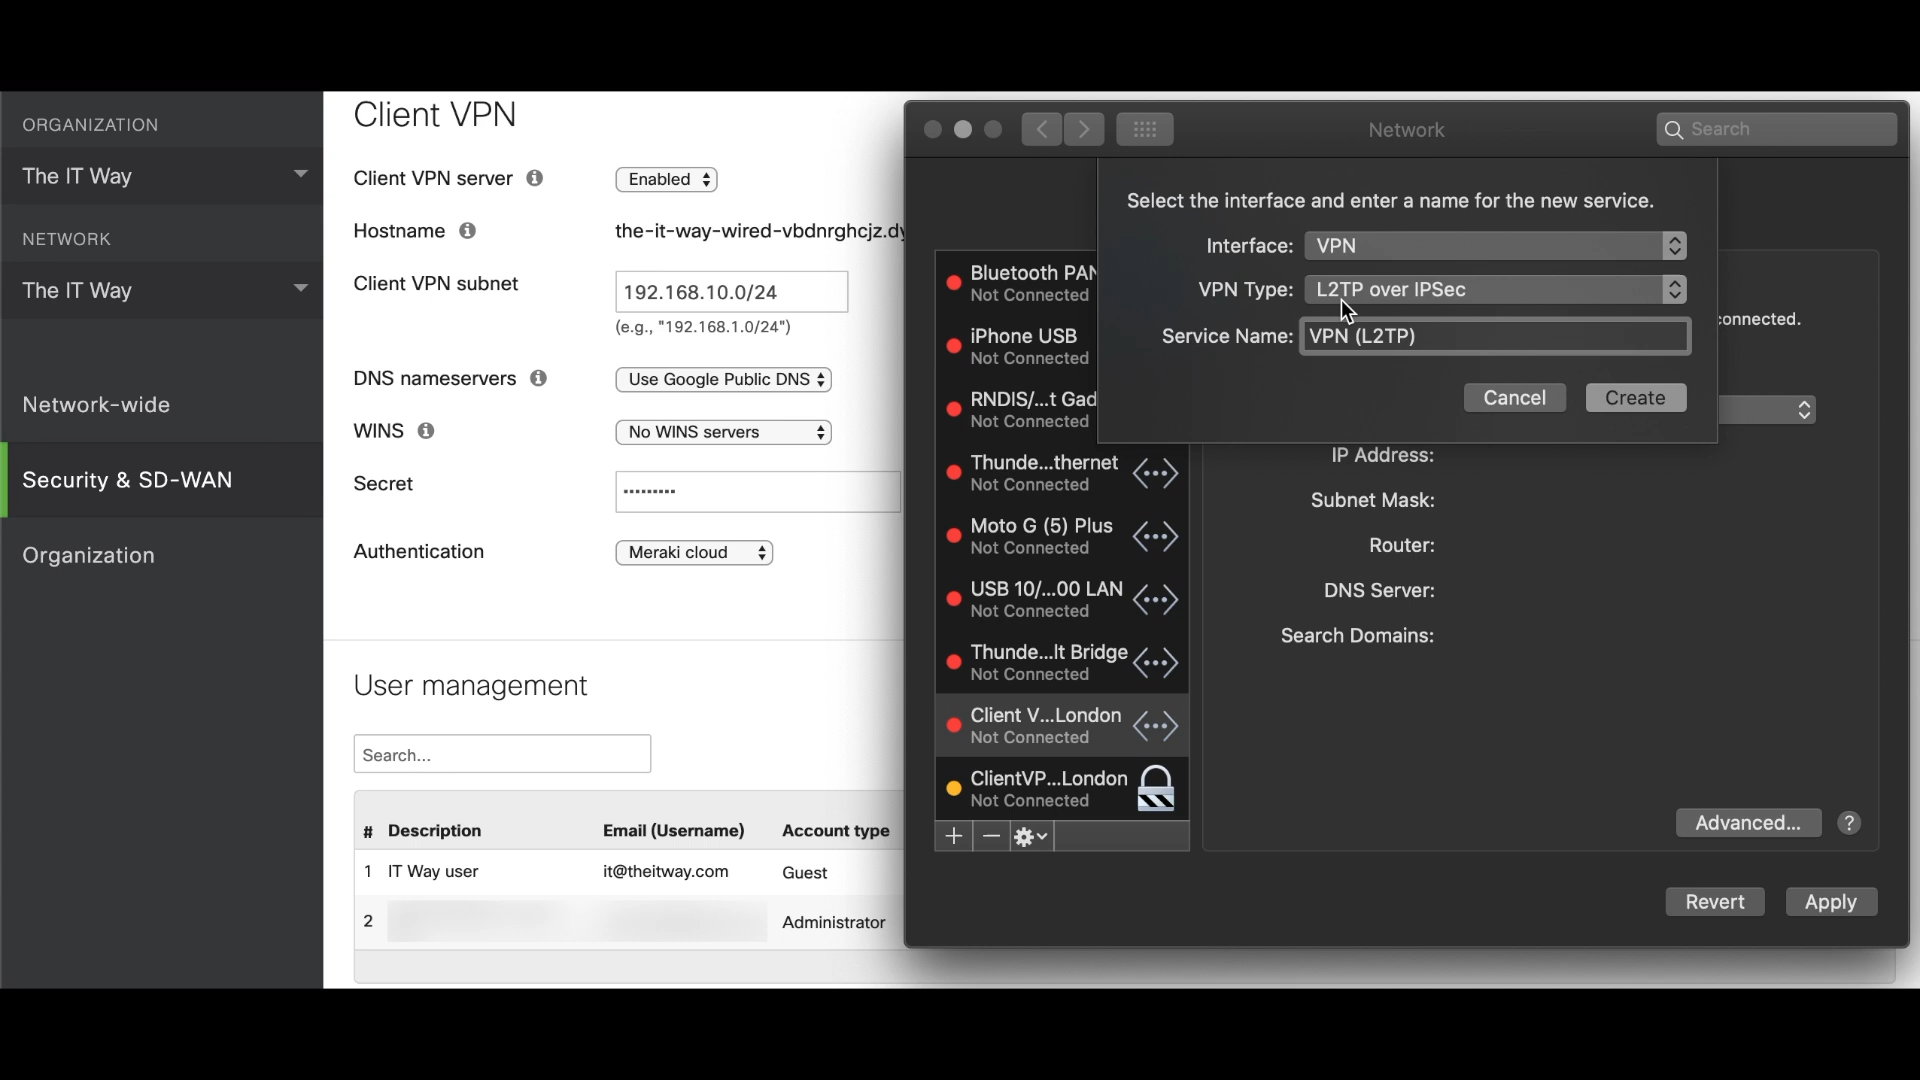 ORGANIZATION
The IT Way
NETWORK
The IT Way
Network-wide
Security & SD-WAN
Organization
Client VPN
Client VPN server
Enabled
Hostname
the-it-way-wired-vbdnrghcjz.dy
Client VPN subnet
192.168.10.0/24
(e.g., "192.168.1.0/24")
DNS nameservers
Use Google Public DNS
WINS
No WINS servers
Secret
Authentication
Meraki cloud
User management
Search...
# Description Email (Username) Account type
1 IT Way user it@theitway.com Guest
2 Administrator
Network
Search
Select the interface and enter a name for the new service.
Interface: VPN
VPN Type: L2TP over IPSec
Service Name: VPN (L2TP)
Cancel Create
Bluetooth PAN
Not Connected
iPhone USB
Not Connected
RNDIS/...t Gad
Not Connected
Thunde...thernet
Not Connected
Moto G (5) Plus
Not Connected
USB 10/...00 LAN
Not Connected
Thunde...lt Bridge
Not Connected
Client V...London
Not Connected
ClientVP...London
Not Connected
connected.
IP Address:
Subnet Mask:
Router:
DNS Server:
Search Domains:
Advanced... ?
Revert Apply